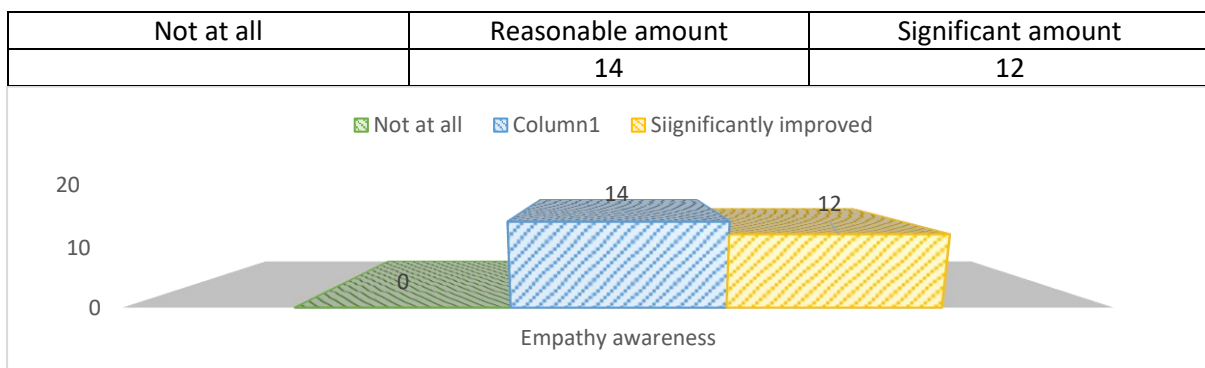 Not at all Reasonable amount Significant amount
14 12
Not at all Column1 Siignificantly improved
20
14
12
10
0
0
Empathy awareness